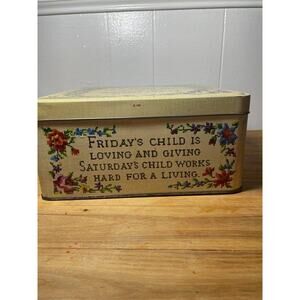 FRIDAY'S CHILD IS
LOVING AND GIVING
SATURDAY'S CHILD WORKS
HARD FOR A LIVING.